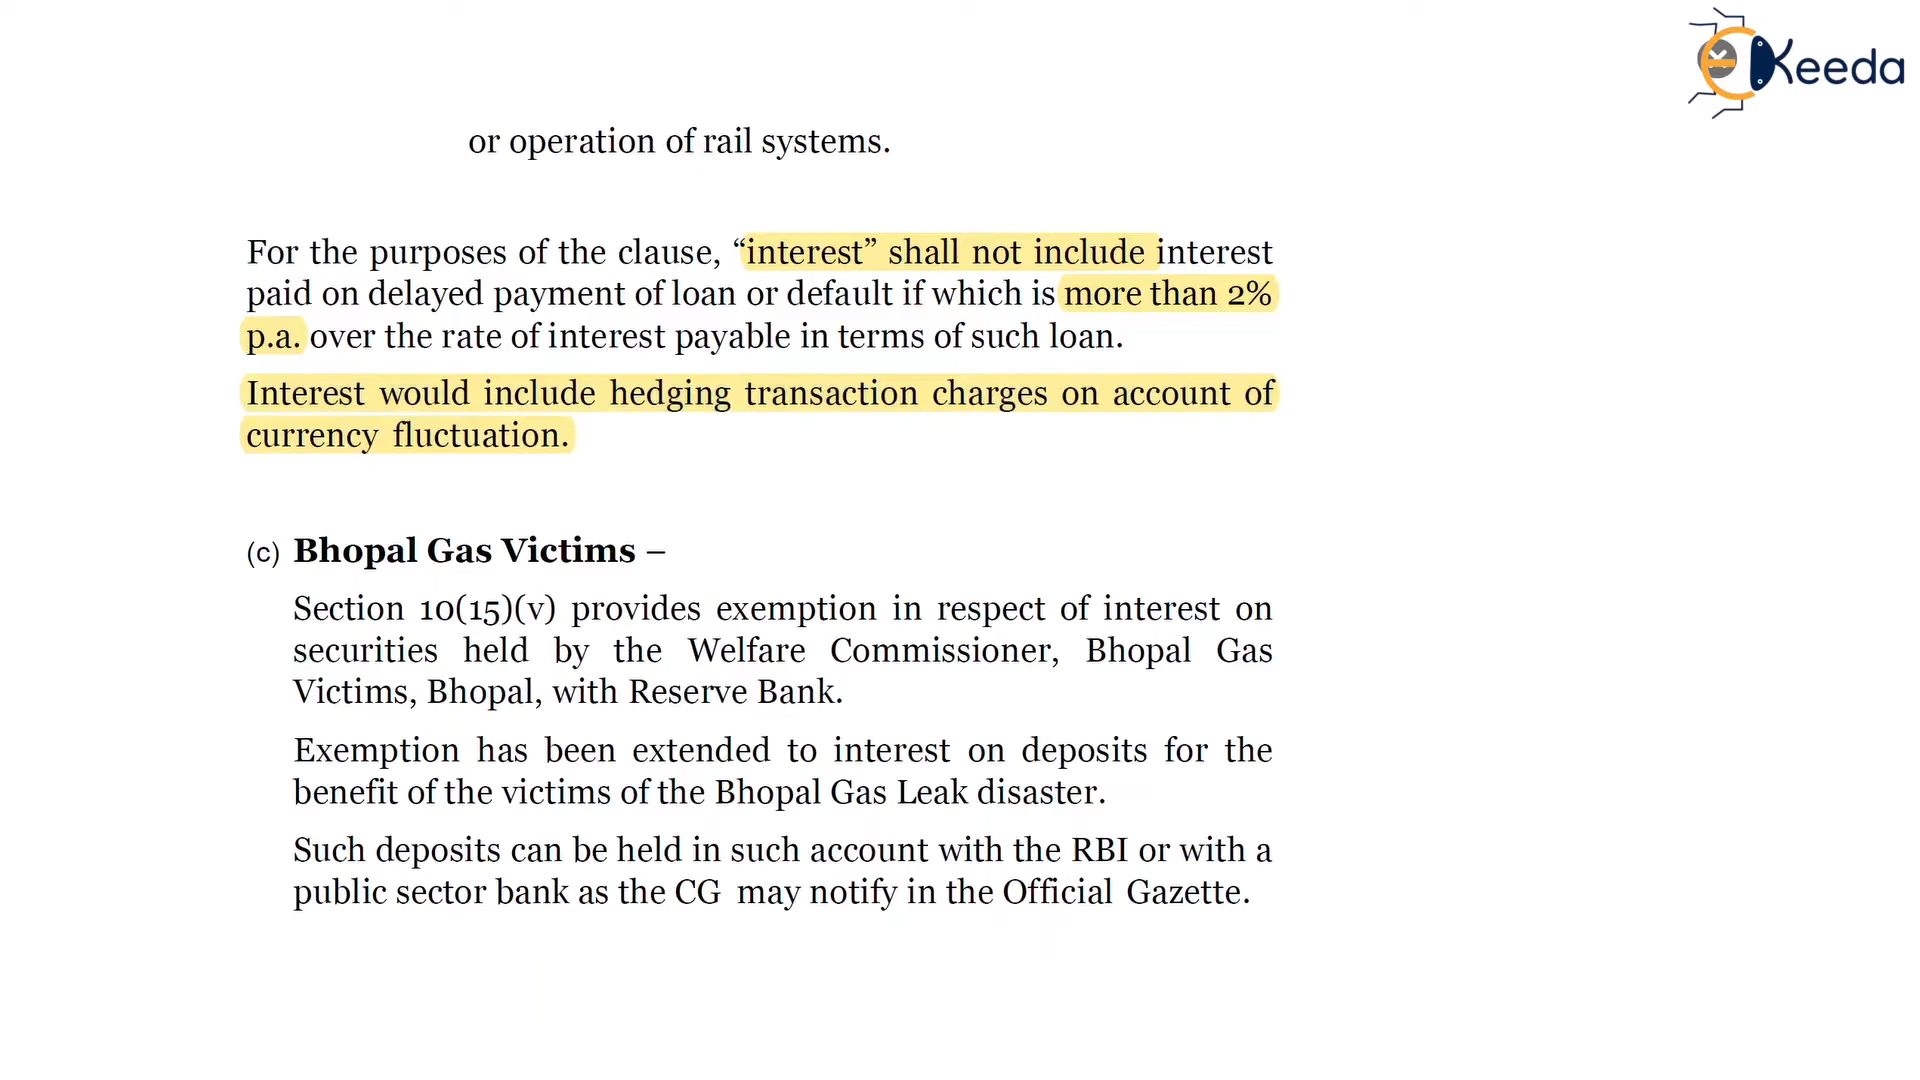 Keeda
or operation of rail systems.
For the purposes of the clause, “interest” shall not include interest
paid on delayed payment of loan or default if which is more than 2%
p.a. over the rate of interest payable in terms of such loan.
Interest would include hedging transaction charges on account of
currency fluctuation.
(c) Bhopal Gas Victims –
Section 10(15)(v) provides exemption in respect of interest on
securities held by the Welfare Commissioner, Bhopal Gas
Victims, Bhopal, with Reserve Bank.
Exemption has been extended to interest on deposits for the
benefit of the victims of the Bhopal Gas Leak disaster.
Such deposits can be held in such account with the RBI or with a
public sector bank as the CG may notify in the Official Gazette.